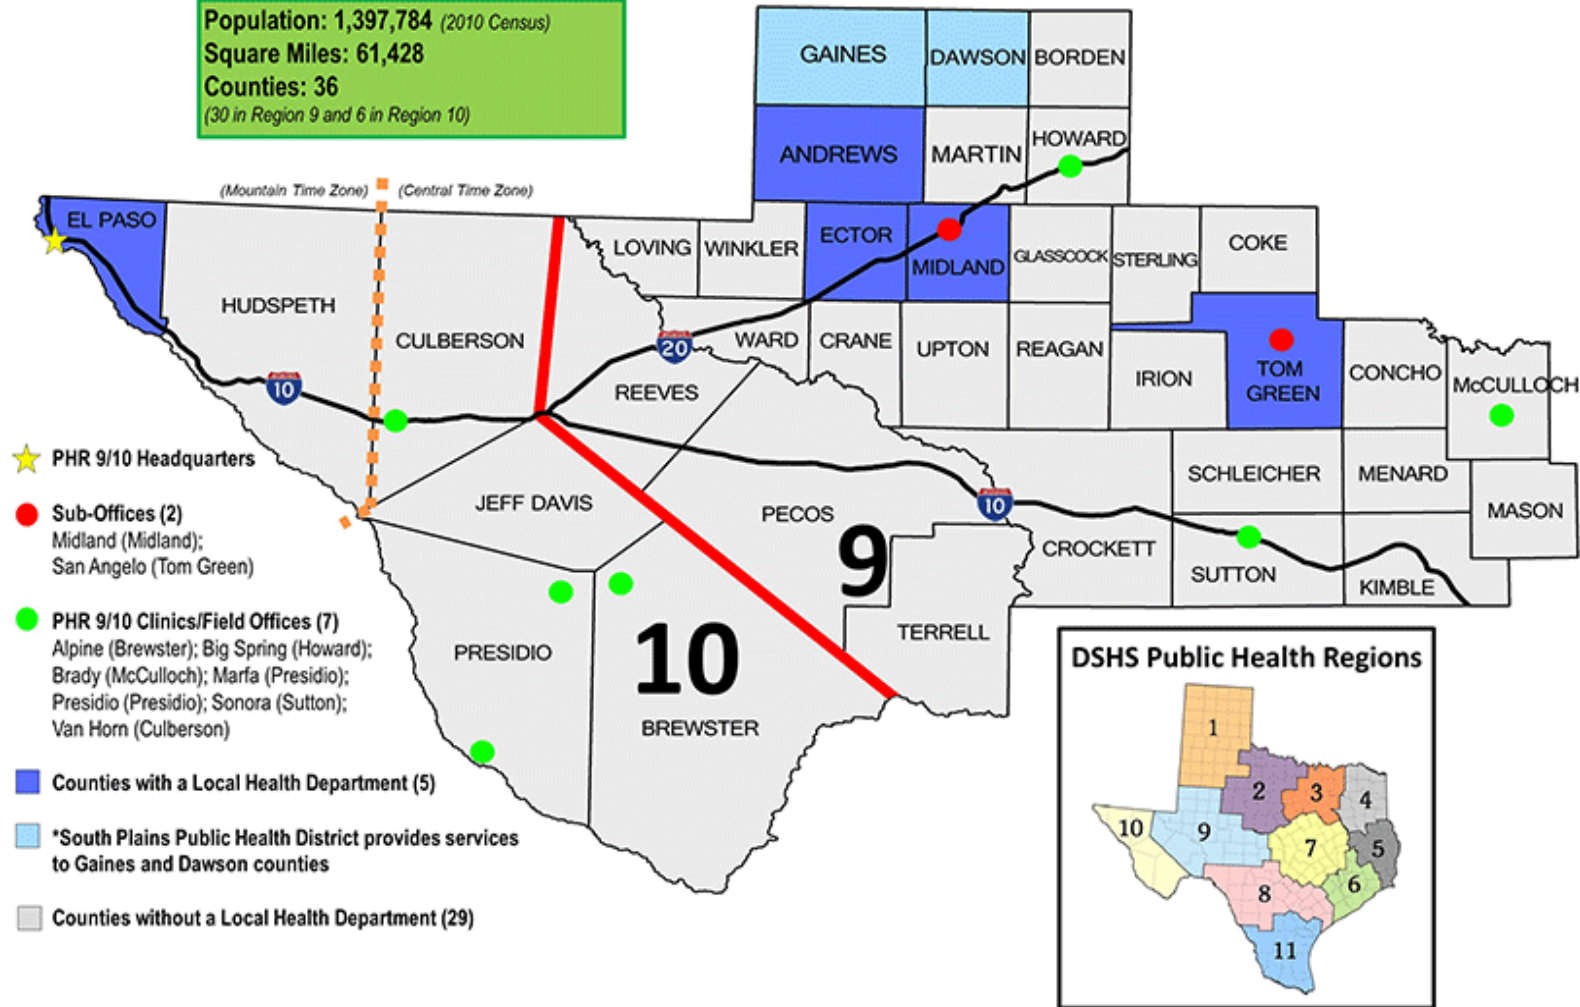 Population: 1,397,784 (2010 Census)
Square Miles: 61,428
Counties: 36
(30 in Region 9 and 6 in Region 10)
(Mountain Time Zone)
(Central Time Zone)
GAINES
DAWSON
BORDEN
ANDREWS
MARTIN
HOWARD
EL PASO
HUDSPETH
CULBERSON
LOVING
WINKLER
ECTOR
MIDLAND
GLASSCOCK
STERLING
COKE
20
WARD
CRANE
UPTON
REAGAN
IRION
TOM
GREEN
CONCHO
McCULLOCH
10
REEVES
JEFF DAVIS
PECOS
9
10
CROCKETT
SCHLEICHER
MENARD
MASON
SUTTON
KIMBLE
TERRELL
PRESIDIO
10
BREWSTER
PHR 9/10 Headquarters
Sub-Offices (2)
Midland (Midland);
San Angelo (Tom Green)
PHR 9/10 Clinics/Field Offices (7)
Alpine (Brewster); Big Spring (Howard);
Brady (McCulloch); Marfa (Presidio);
Presidio (Presidio); Sonora (Sutton);
Van Horn (Culberson)
Counties with a Local Health Department (5)
*South Plains Public Health District provides services
to Gaines and Dawson counties
Counties without a Local Health Department (29)
DSHS Public Health Regions
1
2
3
4
5
6
7
8
9
10
11